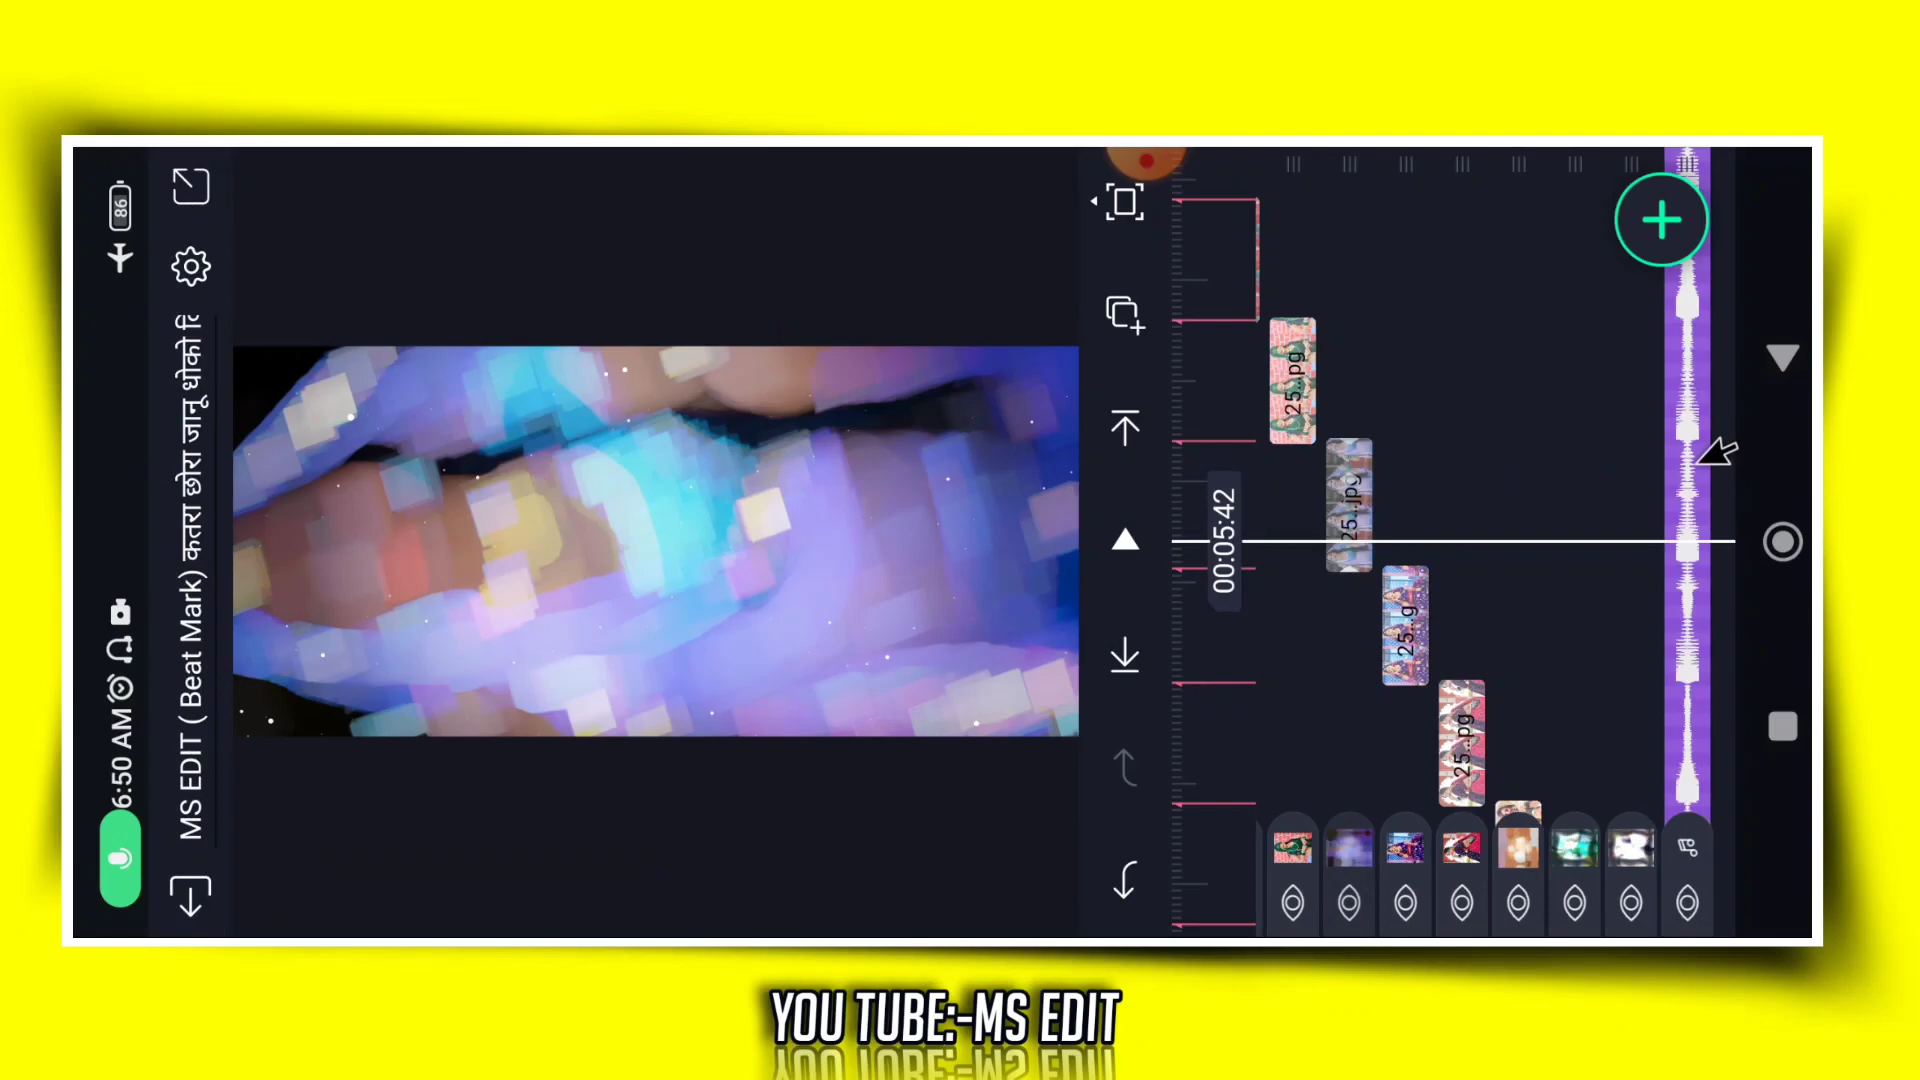 86
6:50 AM
MS EDIT ( Beat Mark) कतरा छोरा जानू धोको
00:05:42
25...pg
25...jpg
25...g
25...pg
YOU TUBE:-MS EDIT